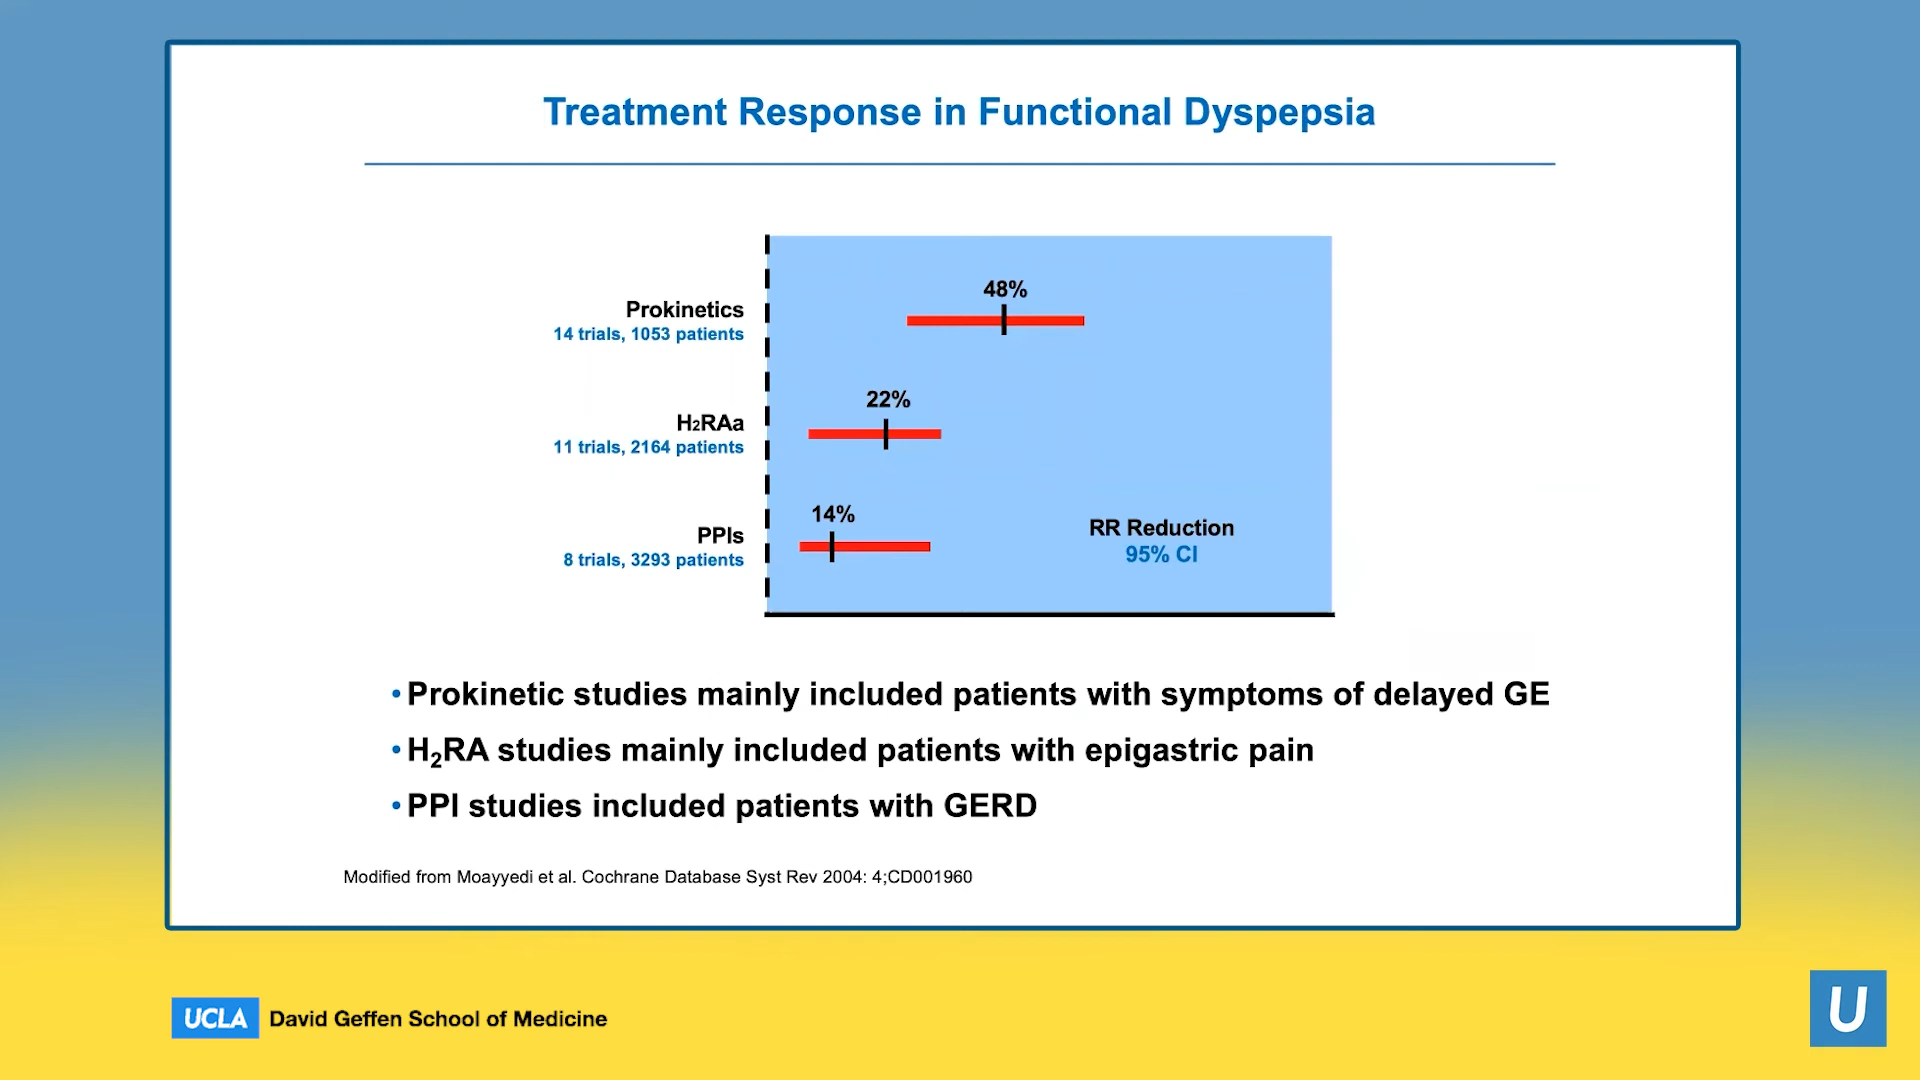 Treatment Response in Functional Dyspepsia
48%
Prokinetics
14 trials, 1053 patients
22%
H₂RAa
11 trials, 2164 patients
14%
PPIs
8 trials, 3293 patients
RR Reduction
95% CI
• Prokinetic studies mainly included patients with symptoms of delayed GE
• H₂RA studies mainly included patients with epigastric pain
• PPI studies included patients with GERD
Modified from Moayyedi et al. Cochrane Database Syst Rev 2004: 4;CD001960
UCLA David Geffen School of Medicine
U